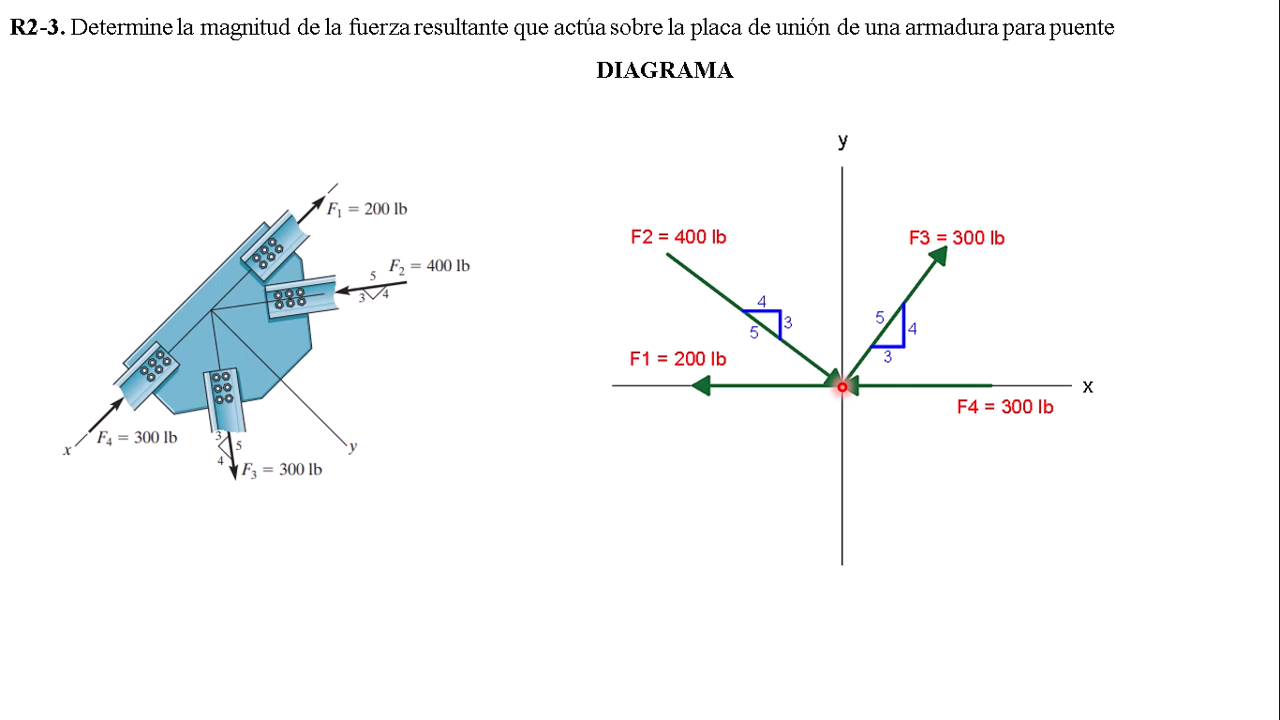 R2-3. Determine la magnitud de la fuerza resultante que actúa sobre la placa de unión de una armadura para puente
DIAGRAMA
F1 = 200 lb
5
F2 = 400 lb
3
4
F4 = 300 lb
x
3
5
4
F3 = 300 lb
y
y
F2 = 400 lb
F3 = 300 lb
4
3
5
5
4
3
F1 = 200 lb
x
F4 = 300 lb